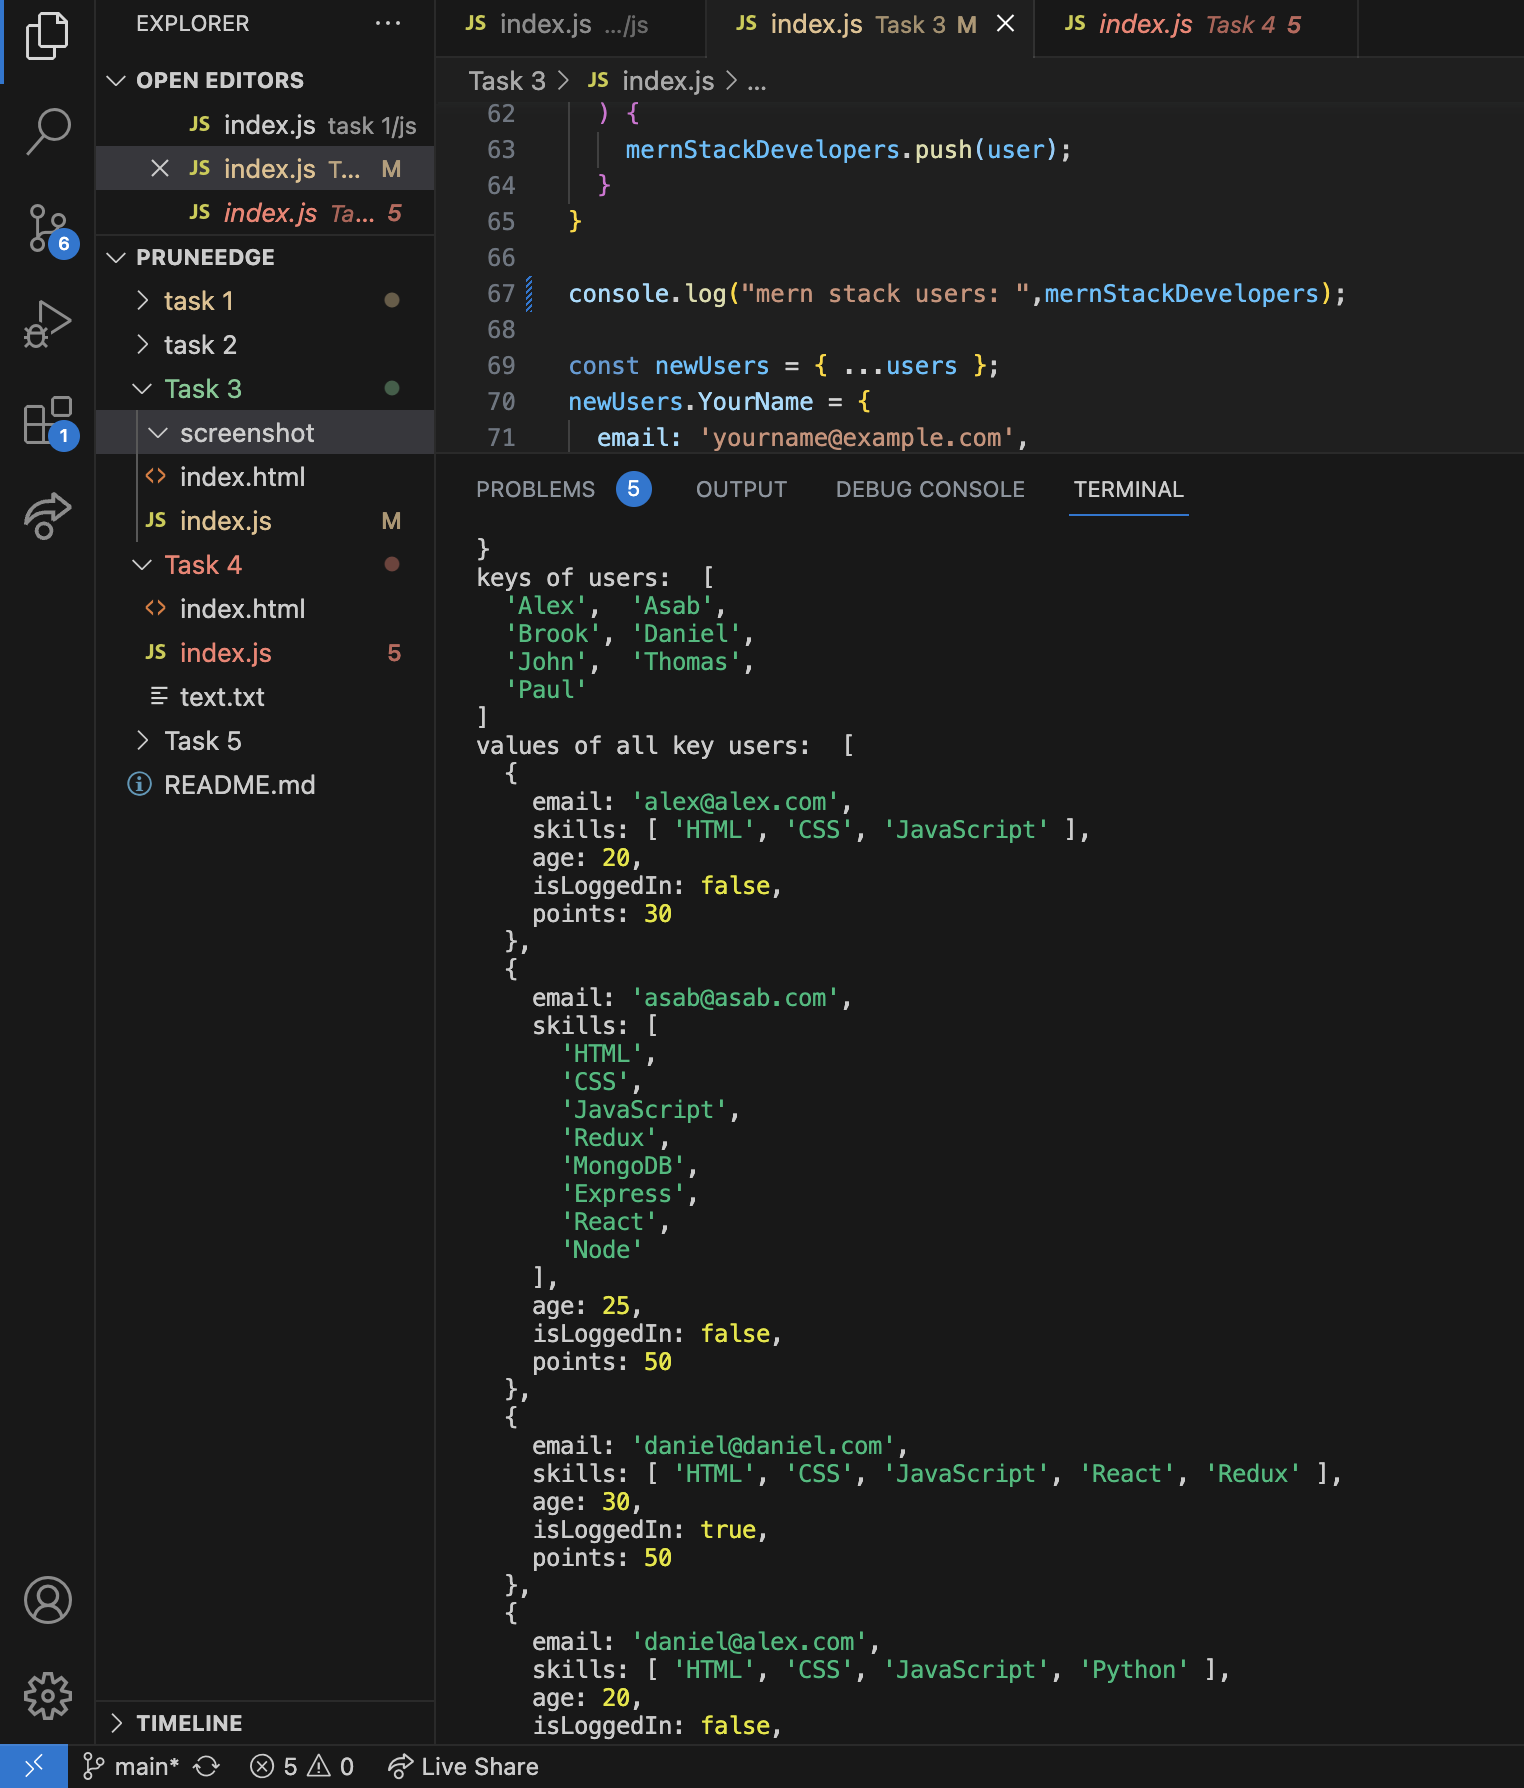 EXPLORER ...
OPEN EDITORS
JS index.js task 1/js
JS index.js T... M
JS index.js Ta... 5
PRUNEEDGE
task 1
task 2
Task 3
screenshot
<> index.html
JS index.js M
Task 4
<> index.html
JS index.js 5
text.txt
Task 5
README.md
TIMELINE
6
1
JS index.js .../js
JS index.js Task 3 M
JS index.js Task 4 5
Task 3 > JS index.js > ...
62 ) {
63 mernStackDevelopers.push(user);
64 }
65 }
66
67 console.log("mern stack users: ",mernStackDevelopers);
68
69 const newUsers = { ...users };
70 newUsers.YourName = {
71 email: 'yourname@example.com',
PROBLEMS 5 OUTPUT DEBUG CONSOLE TERMINAL
}
keys of users:  [
'Alex', 'Asab',
'Brook', 'Daniel',
'John', 'Thomas',
'Paul'
]
values of all key users:  [
{
email: 'alex@alex.com',
skills: [ 'HTML', 'CSS', 'JavaScript' ],
age: 20,
isLoggedIn: false,
points: 30
},
{
email: 'asab@asab.com',
skills: [
'HTML',
'CSS',
'JavaScript',
'Redux',
'MongoDB',
'Express',
'React',
'Node'
],
age: 25,
isLoggedIn: false,
points: 50
},
{
email: 'daniel@daniel.com',
skills: [ 'HTML', 'CSS', 'JavaScript', 'React', 'Redux' ],
age: 30,
isLoggedIn: true,
points: 50
},
{
email: 'daniel@alex.com',
skills: [ 'HTML', 'CSS', 'JavaScript', 'Python' ],
age: 20,
isLoggedIn: false,
main* 5 0 Live Share